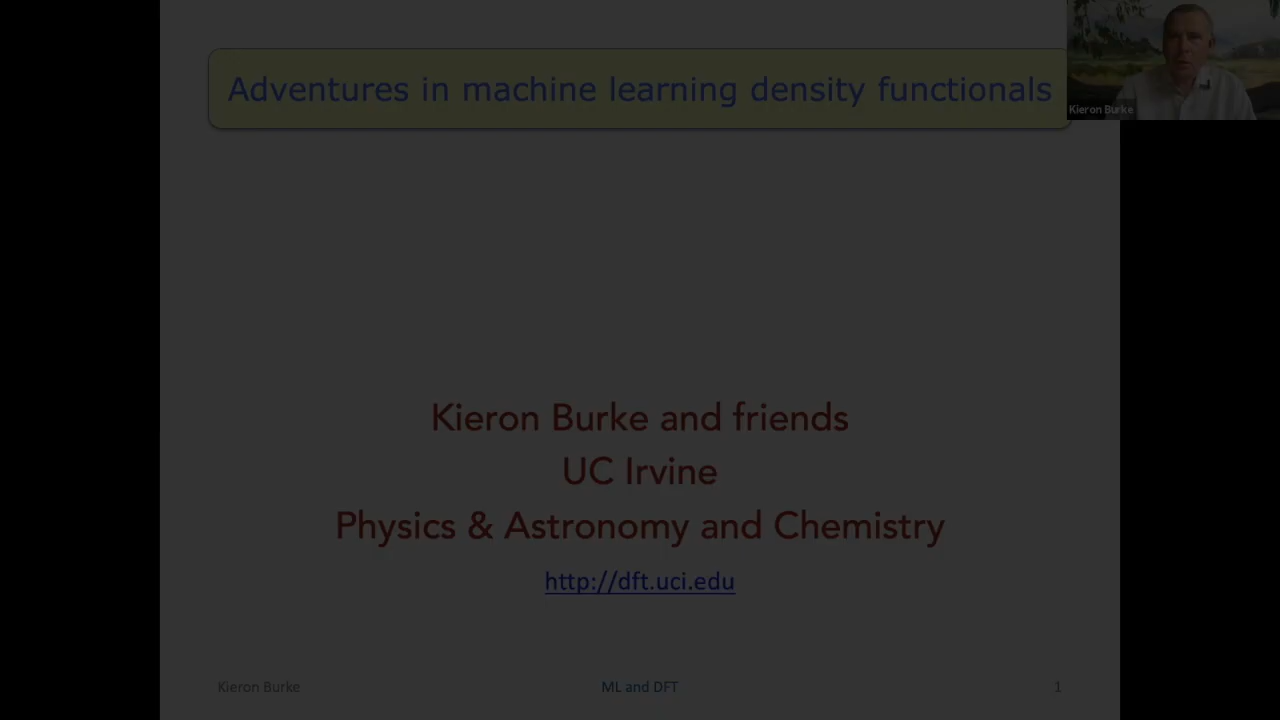 Adventures in machine learning density functionals
Kieron Burke
Kieron Burke and friends
UC Irvine
Physics & Astronomy and Chemistry
http://dft.uci.edu
Kieron Burke
ML and DFT
1